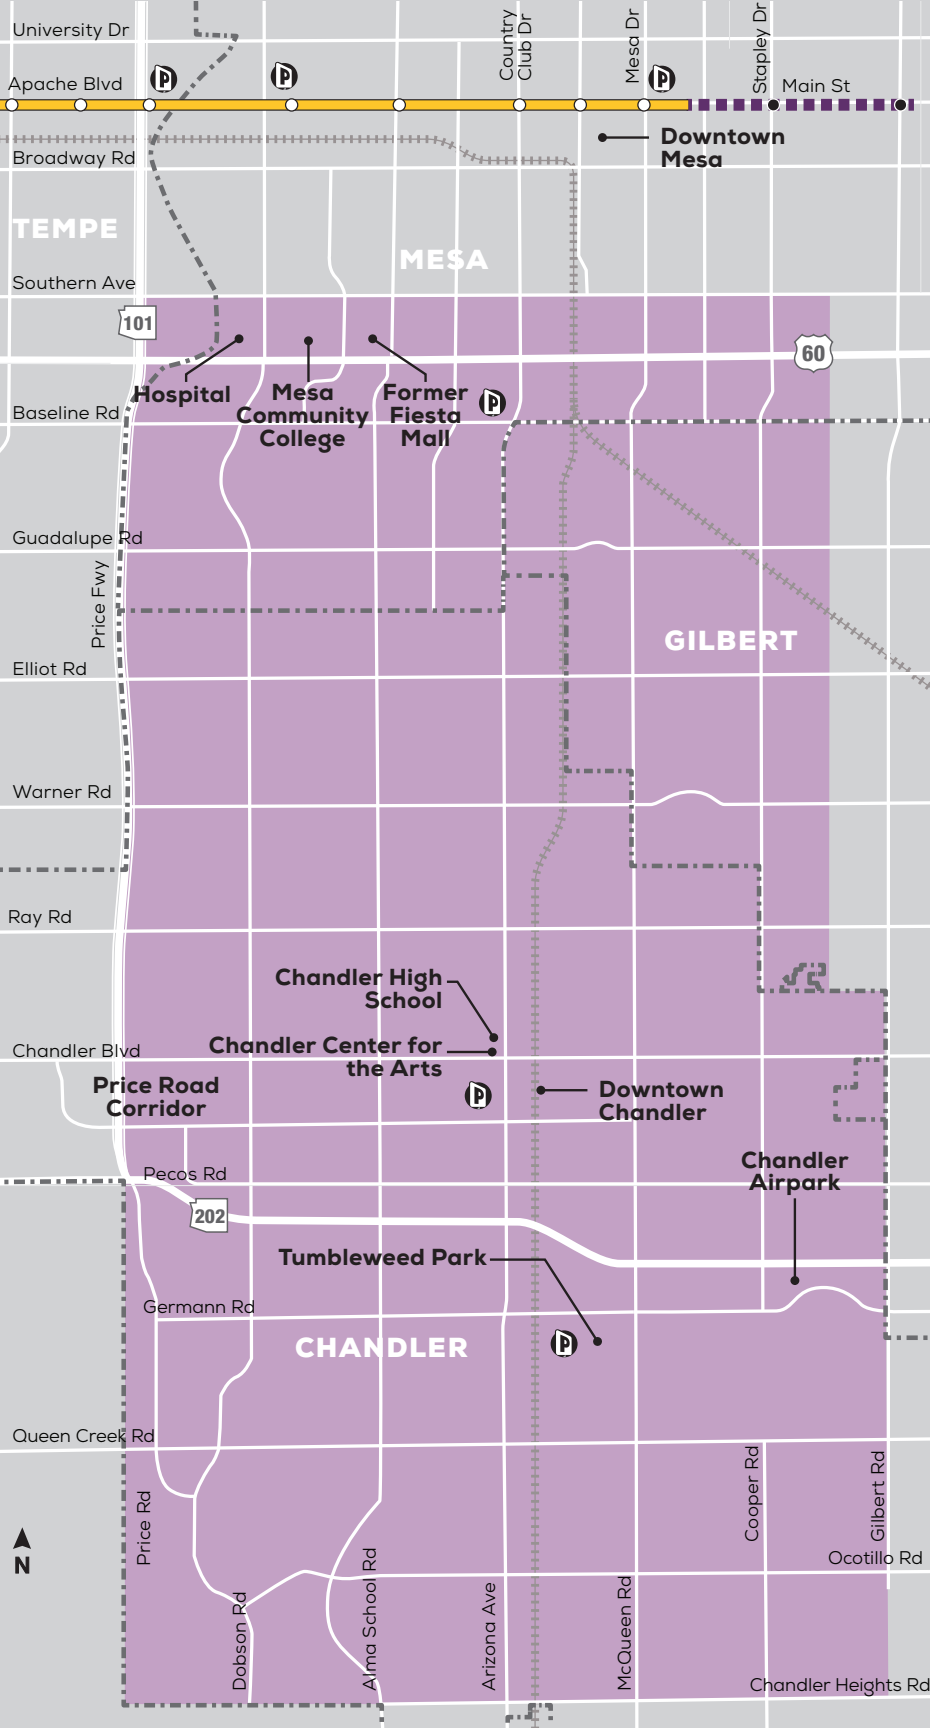 University Dr
Country
Club Dr
Mesa Dr
Stapley Dr
Apache Blvd
P
P
P
Main St
Downtown
Mesa
Broadway Rd
TEMPE
MESA
Southern Ave
101
60
Hospital
Mesa
Community
College
Former
Fiesta
Mall
P
Baseline Rd
Guadalupe Rd
Price Fwy
GILBERT
Elliot Rd
Warner Rd
Ray Rd
Chandler High
School
Chandler Blvd
Chandler Center for
the Arts
Price Road
Corridor
P
Downtown
Chandler
Chandler
Airpark
Pecos Rd
202
Tumbleweed Park
Germann Rd
CHANDLER
P
Queen Creek Rd
Price Rd
Cooper Rd
Gilbert Rd
N
Ocotillo Rd
Dobson Rd
Alma School Rd
Arizona Ave
McQueen Rd
Chandler Heights Rd